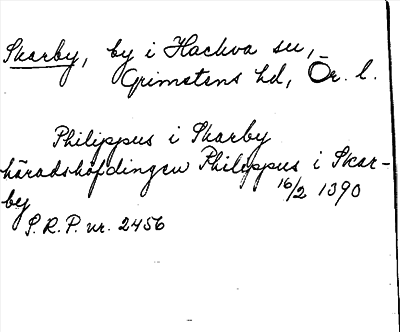 Skarby, by i Hackva sn,
Grimstens hd, Ör. l.
Philippus i Skarby
häradshöfdingen Philippus i Skar-
by 16/2 1390
S.R.P. nr. 2456